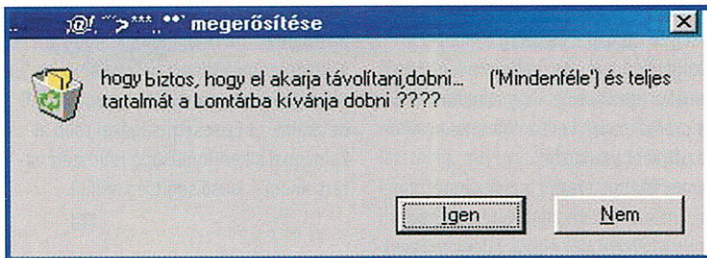 .. ;@!,˝˝>***,,**' megerősítése
hogy biztos, hogy el akarja távolítani,dobni... ('Mindenféle') és teljes
tartalmát a Lomtárba kívánja dobni ????
Igen Nem